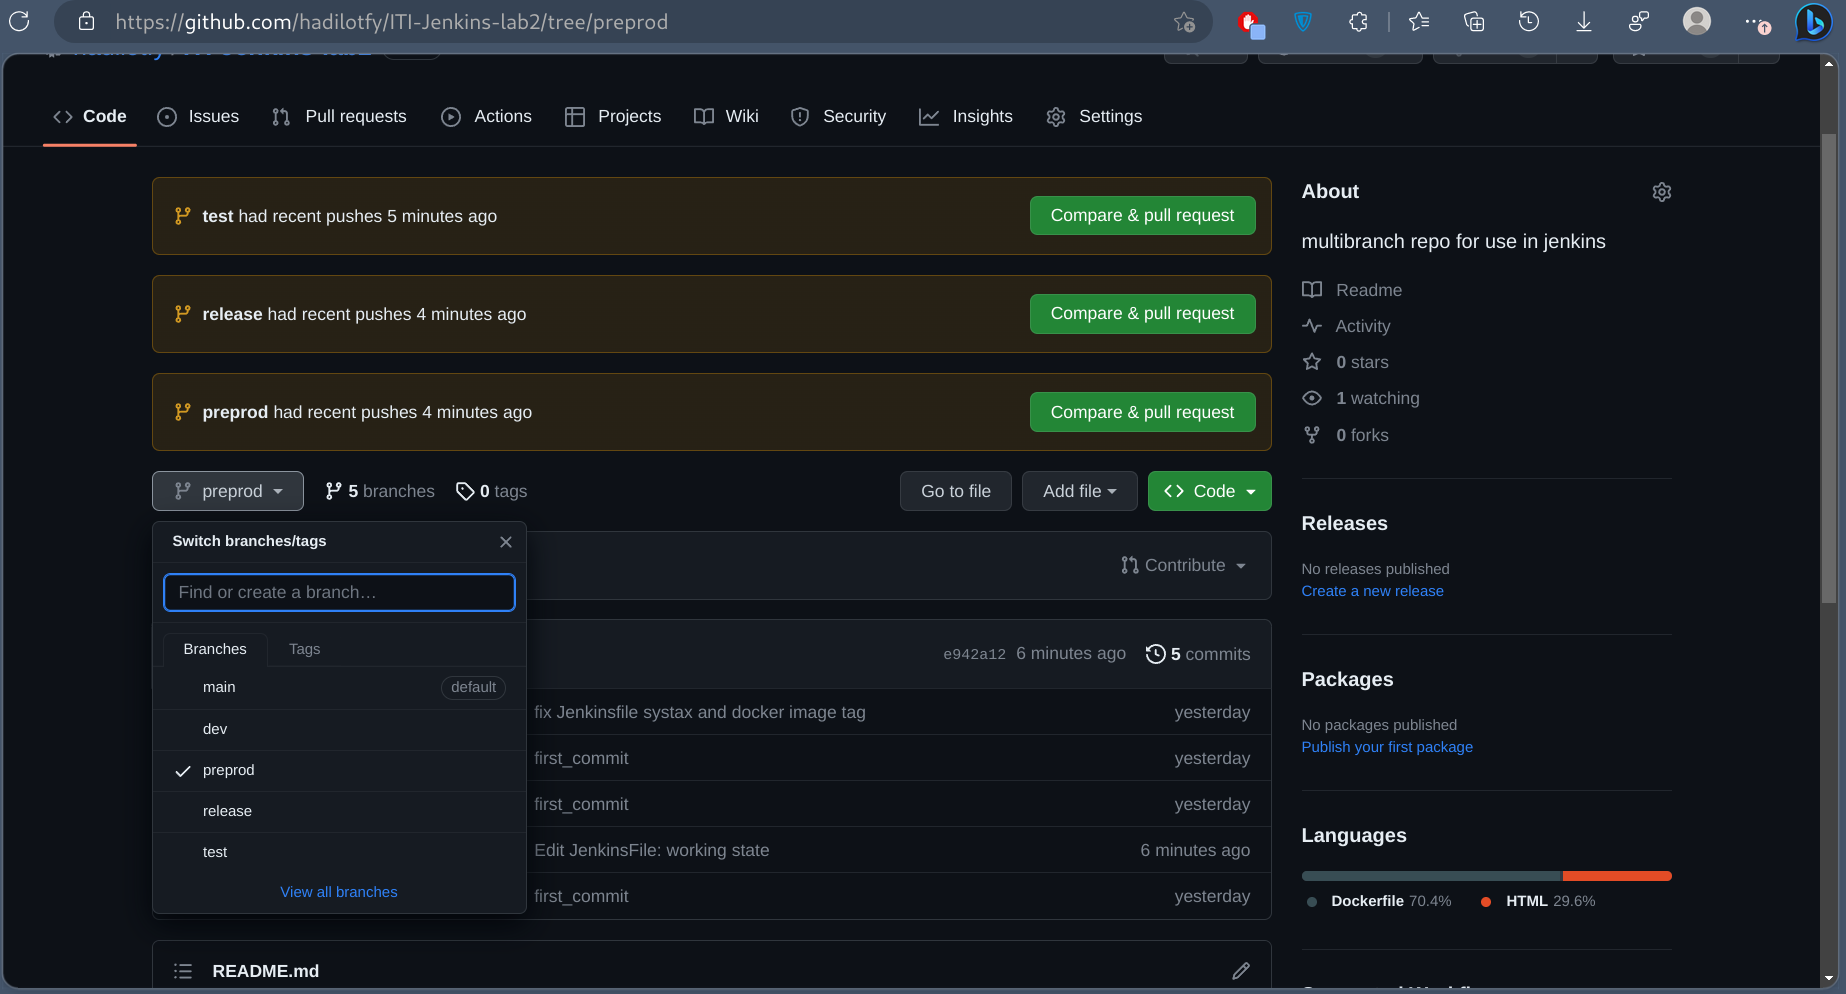 https://github.com/hadilotfy/ITI-Jenkins-lab2/tree/preprod
Code Issues Pull requests Actions Projects Wiki Security Insights Settings
test had recent pushes 5 minutes ago Compare & pull request
release had recent pushes 4 minutes ago Compare & pull request
preprod had recent pushes 4 minutes ago Compare & pull request
preprod 5 branches 0 tags Go to file Add file Code
Switch branches/tags
Find or create a branch…
Branches Tags
main default
dev
preprod
release
test
View all branches
Contribute
e942a12 6 minutes ago 5 commits
fix Jenkinsfile systax and docker image tag yesterday
first_commit yesterday
first_commit yesterday
Edit JenkinsFile: working state 6 minutes ago
first_commit yesterday
README.md
About
multibranch repo for use in jenkins
Readme
Activity
0 stars
1 watching
0 forks
Releases
No releases published
Create a new release
Packages
No packages published
Publish your first package
Languages
Dockerfile 70.4% HTML 29.6%